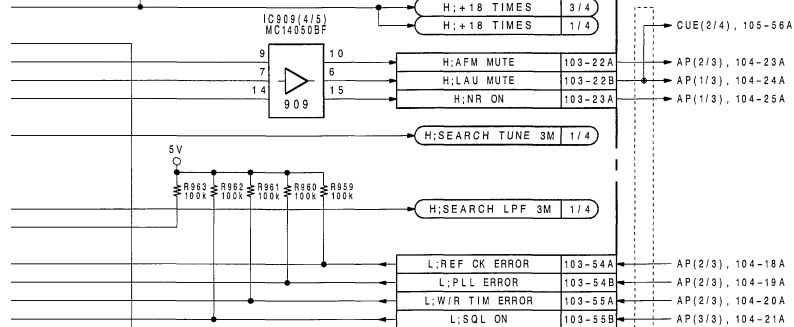 H;+18 TIMES 3/4
H;+18 TIMES 1/4
CUE(2/4), 105-56A
IC909(4/5)
MC14050BF
9 10 H;AFM MUTE 103-22A AP(2/3), 104-23A
7 6 H;LAU MUTE 103-22B AP(1/3), 104-24A
14 15 H;NR ON 103-23A AP(1/3), 104-25A
909
H;SEARCH TUNE 3M 1/4
5V
R963 R962 R961 R960 R959
100k 100k 100k 100k 100k
H;SEARCH LPF 3M 1/4
L;REF CK ERROR 103-54A AP(2/3), 104-18A
L;PLL ERROR 103-54B AP(2/3), 104-19A
L;W/R TIM ERROR 103-55A AP(2/3), 104-20A
L;SQL ON 103-55B AP(3/3), 104-21A